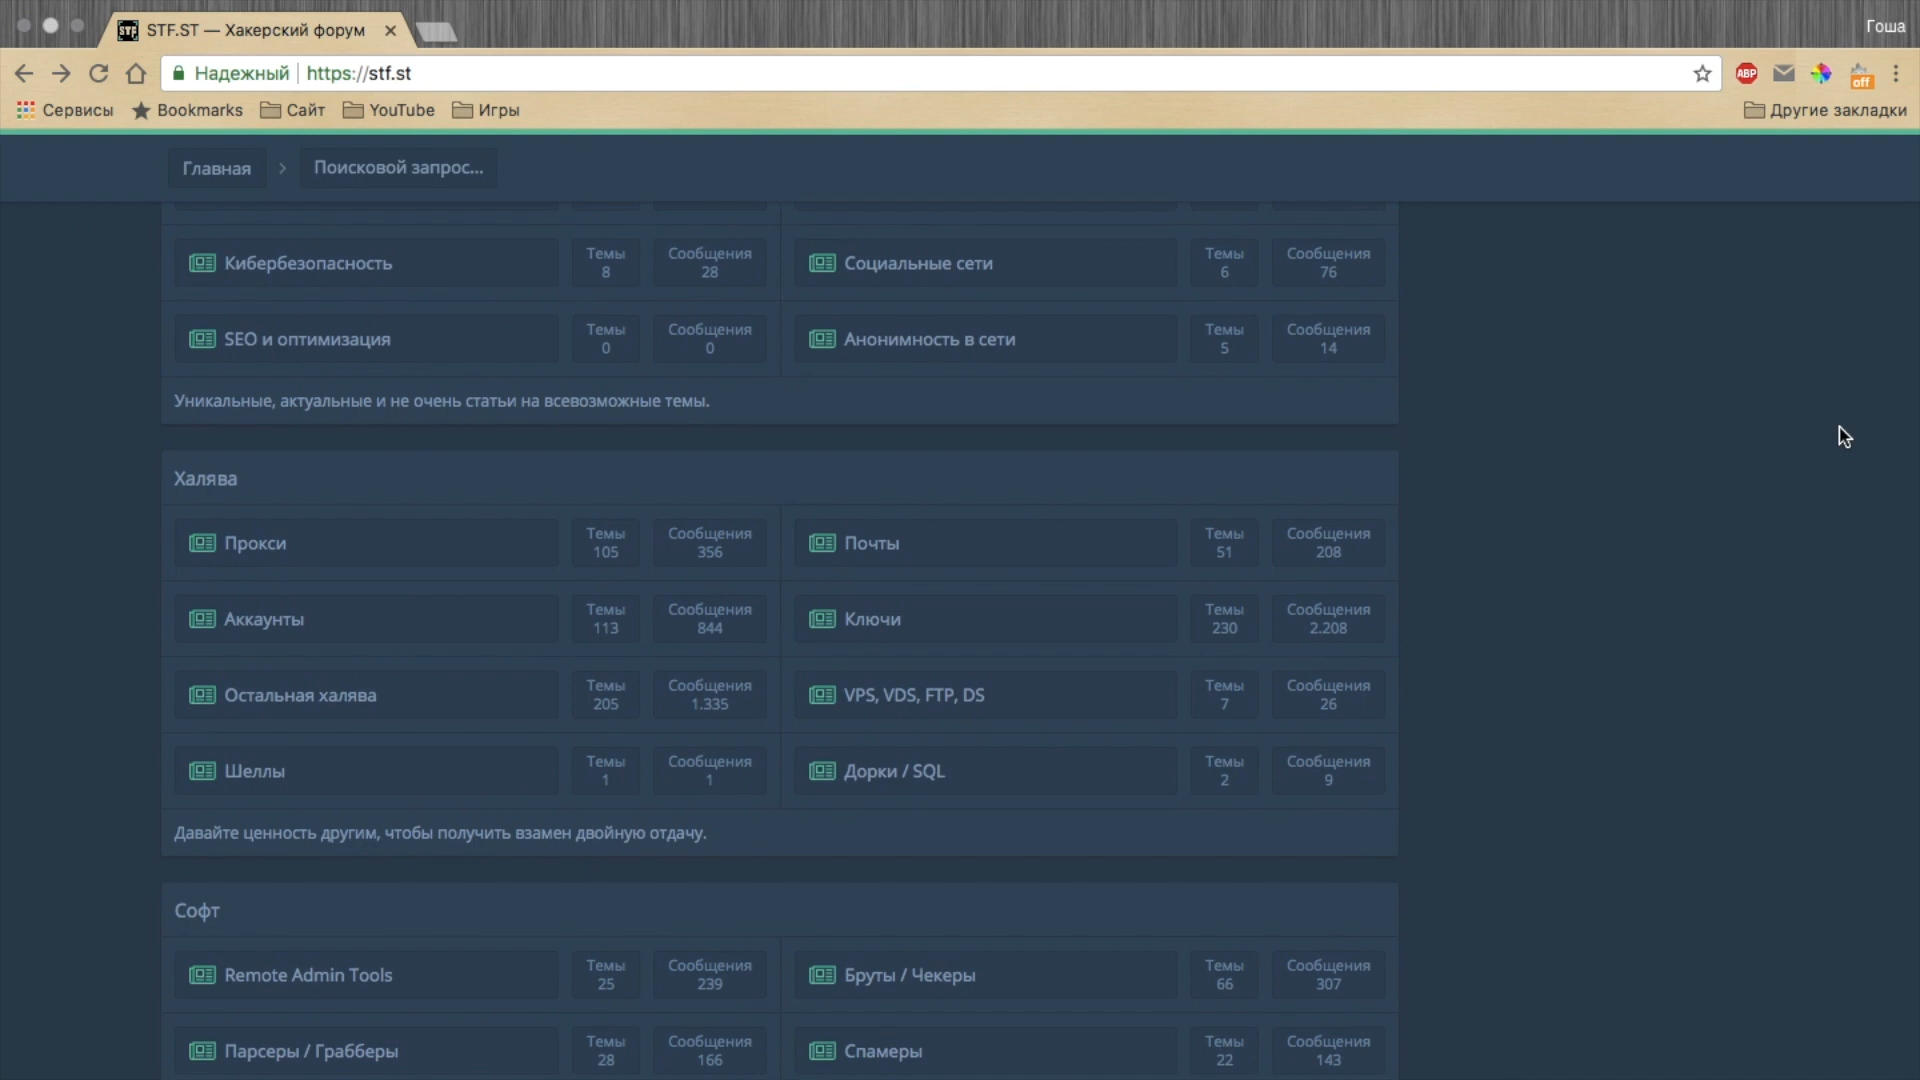 STF.ST — Хакерский форум
Гоша
Надежный https://stf.st
ABP
off
Сервисы Bookmarks Сайт YouTube Игры Другие закладки
Главная Поисковой запрос...
Кибербезопасность Темы 8 Сообщения 28 Социальные сети Темы 6 Сообщения 76
SEO и оптимизация Темы 0 Сообщения 0 Анонимность в сети Темы 5 Сообщения 14
Уникальные, актуальные и не очень статьи на всевозможные темы.
Халява
Прокси Темы 105 Сообщения 356 Почты Темы 51 Сообщения 208
Аккаунты Темы 113 Сообщения 844 Ключи Темы 230 Сообщения 2.208
Остальная халява Темы 205 Сообщения 1.335 VPS, VDS, FTP, DS Темы 7 Сообщения 26
Шеллы Темы 1 Сообщения 1 Дорки / SQL Темы 2 Сообщения 9
Давайте ценность другим, чтобы получить взамен двойную отдачу.
Софт
Remote Admin Tools Темы 25 Сообщения 239 Бруты / Чекеры Темы 66 Сообщения 307
Парсеры / Грабберы Темы 28 Сообщения 166 Спамеры Темы 22 Сообщения 143